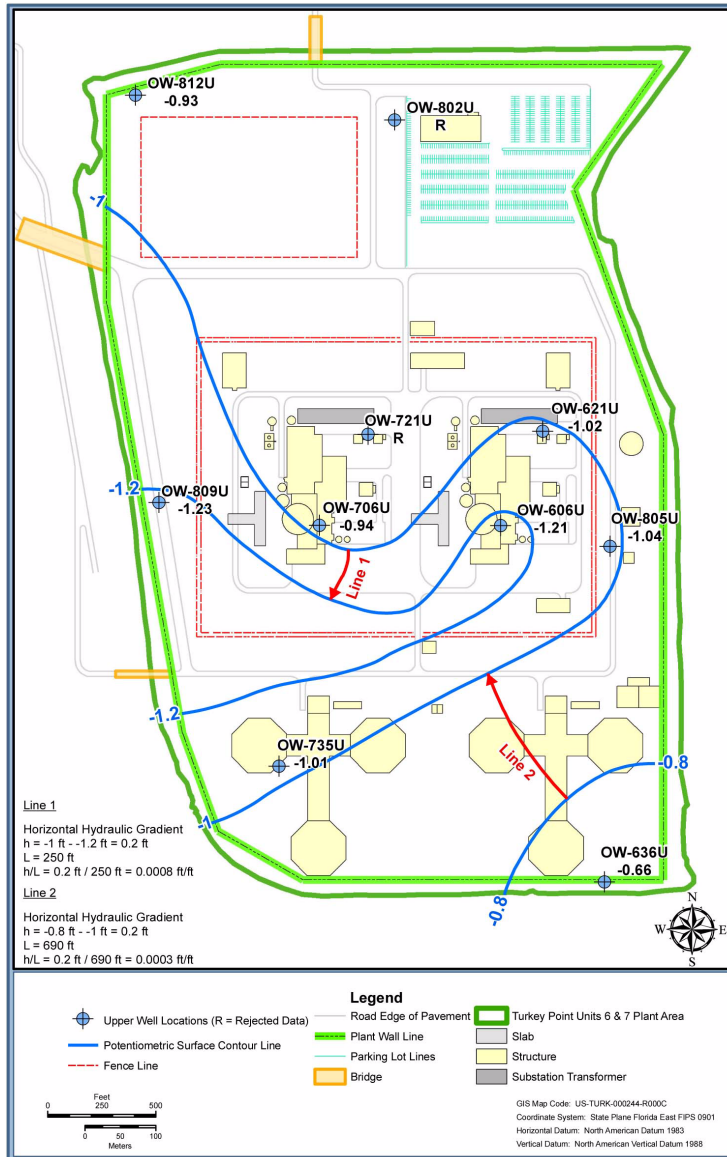 OW-812U
-0.93
OW-802U
R
-1
OW-721U
R
OW-621U
-1.02
-1.2
OW-809U
-1.23
OW-706U
-0.94
OW-606U
-1.21
OW-805U
-1.04
Line 1
-1.2
OW-735U
-1.01
Line 2
-0.8
-1
OW-636U
-0.66
-0.8
Line 1
Horizontal Hydraulic Gradient
h = -1 ft - -1.2 ft = 0.2 ft
L = 250 ft
h/L = 0.2 ft / 250 ft = 0.0008 ft/ft
Line 2
Horizontal Hydraulic Gradient
h = -0.8 ft - -1 ft = 0.2 ft
L = 690 ft
h/L = 0.2 ft / 690 ft = 0.0003 ft/ft
N
W E
S
Legend
Upper Well Locations (R = Rejected Data)
Potentiometric Surface Contour Line
Fence Line
Road Edge of Pavement
Plant Wall Line
Parking Lot Lines
Bridge
Turkey Point Units 6 & 7 Plant Area
Slab
Structure
Substation Transformer
Feet
0 250 500
0 50 100
Meters
GIS Map Code: US-TURK-000244-R000C
Coordinate System: State Plane Florida East FIPS 0901
Horizontal Datum: North American Datum 1983
Vertical Datum: North American Vertical Datum 1988